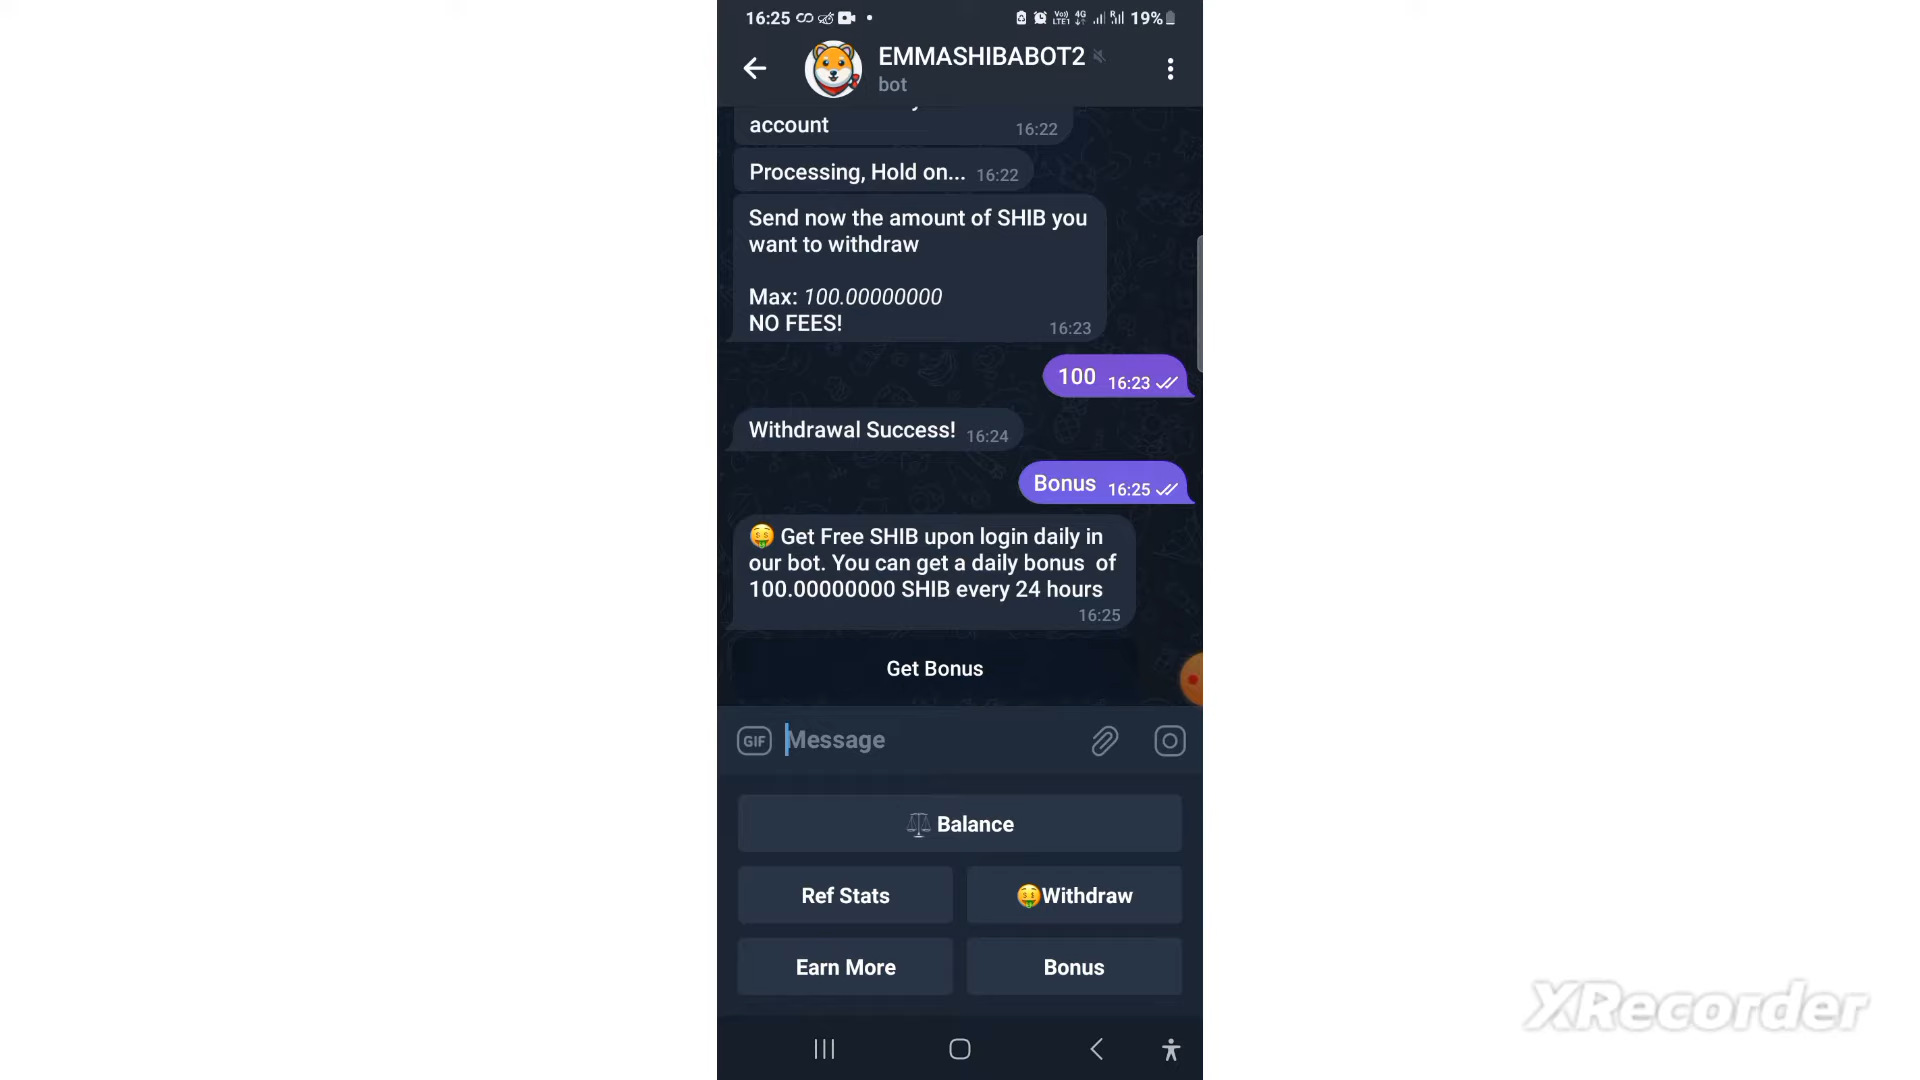 16:25 19%
EMMASHIBABOT2
bot
account 16:22
Processing, Hold on... 16:22
Send now the amount of SHIB you
want to withdraw
Max: 100.00000000
NO FEES!
16:23
100 16:23
Withdrawal Success! 16:24
Bonus 16:25
Get Free SHIB upon login daily in
our bot. You can get a daily bonus of
100.00000000 SHIB every 24 hours
16:25
Get Bonus
GIF Message
Balance
Ref Stats
Withdraw
Earn More
Bonus
XRecorder